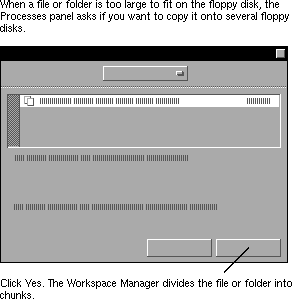 When a file or folder is too large to fit on the floppy disk, the
Processes panel asks if you want to copy it onto several floppy
disks.
Click Yes. The Workspace Manager divides the file or folder into
chunks.